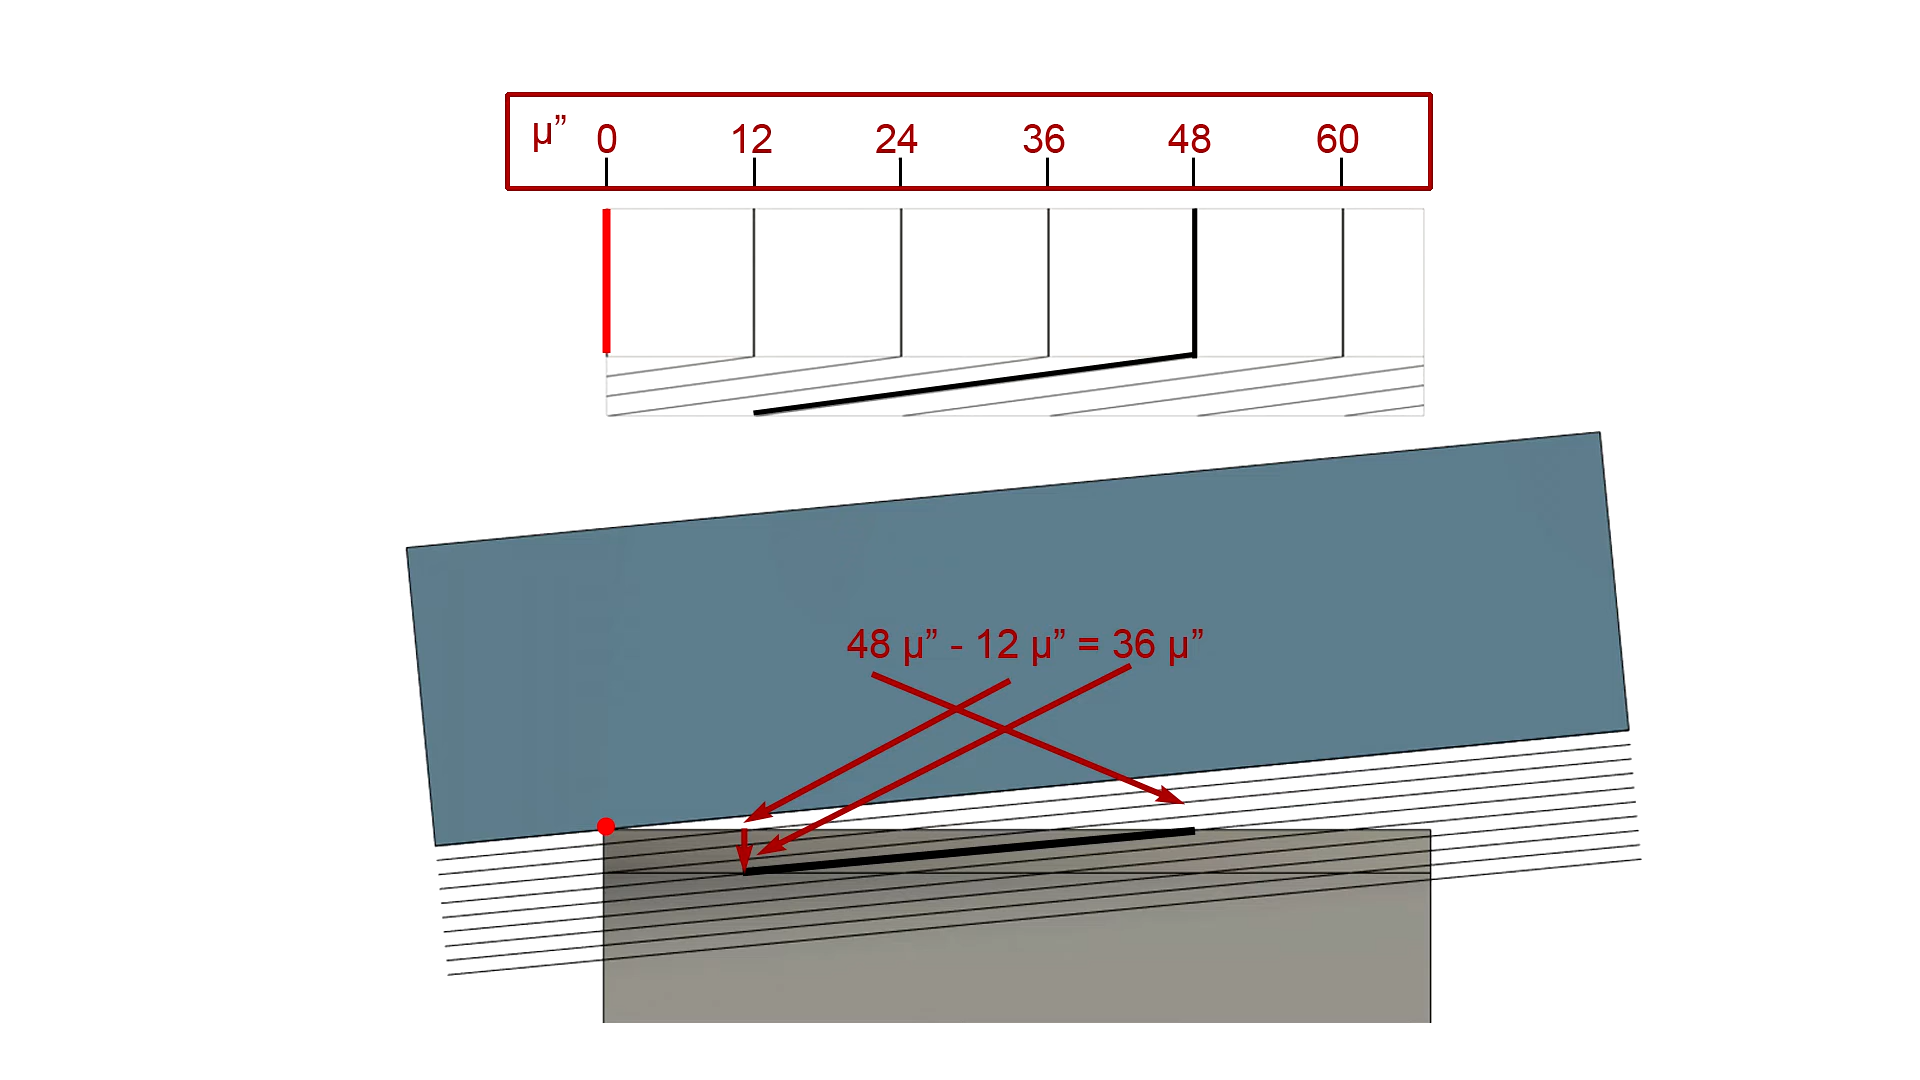 µ” 0 12 24 36 48 60
48 µ” - 12 µ” = 36 µ”